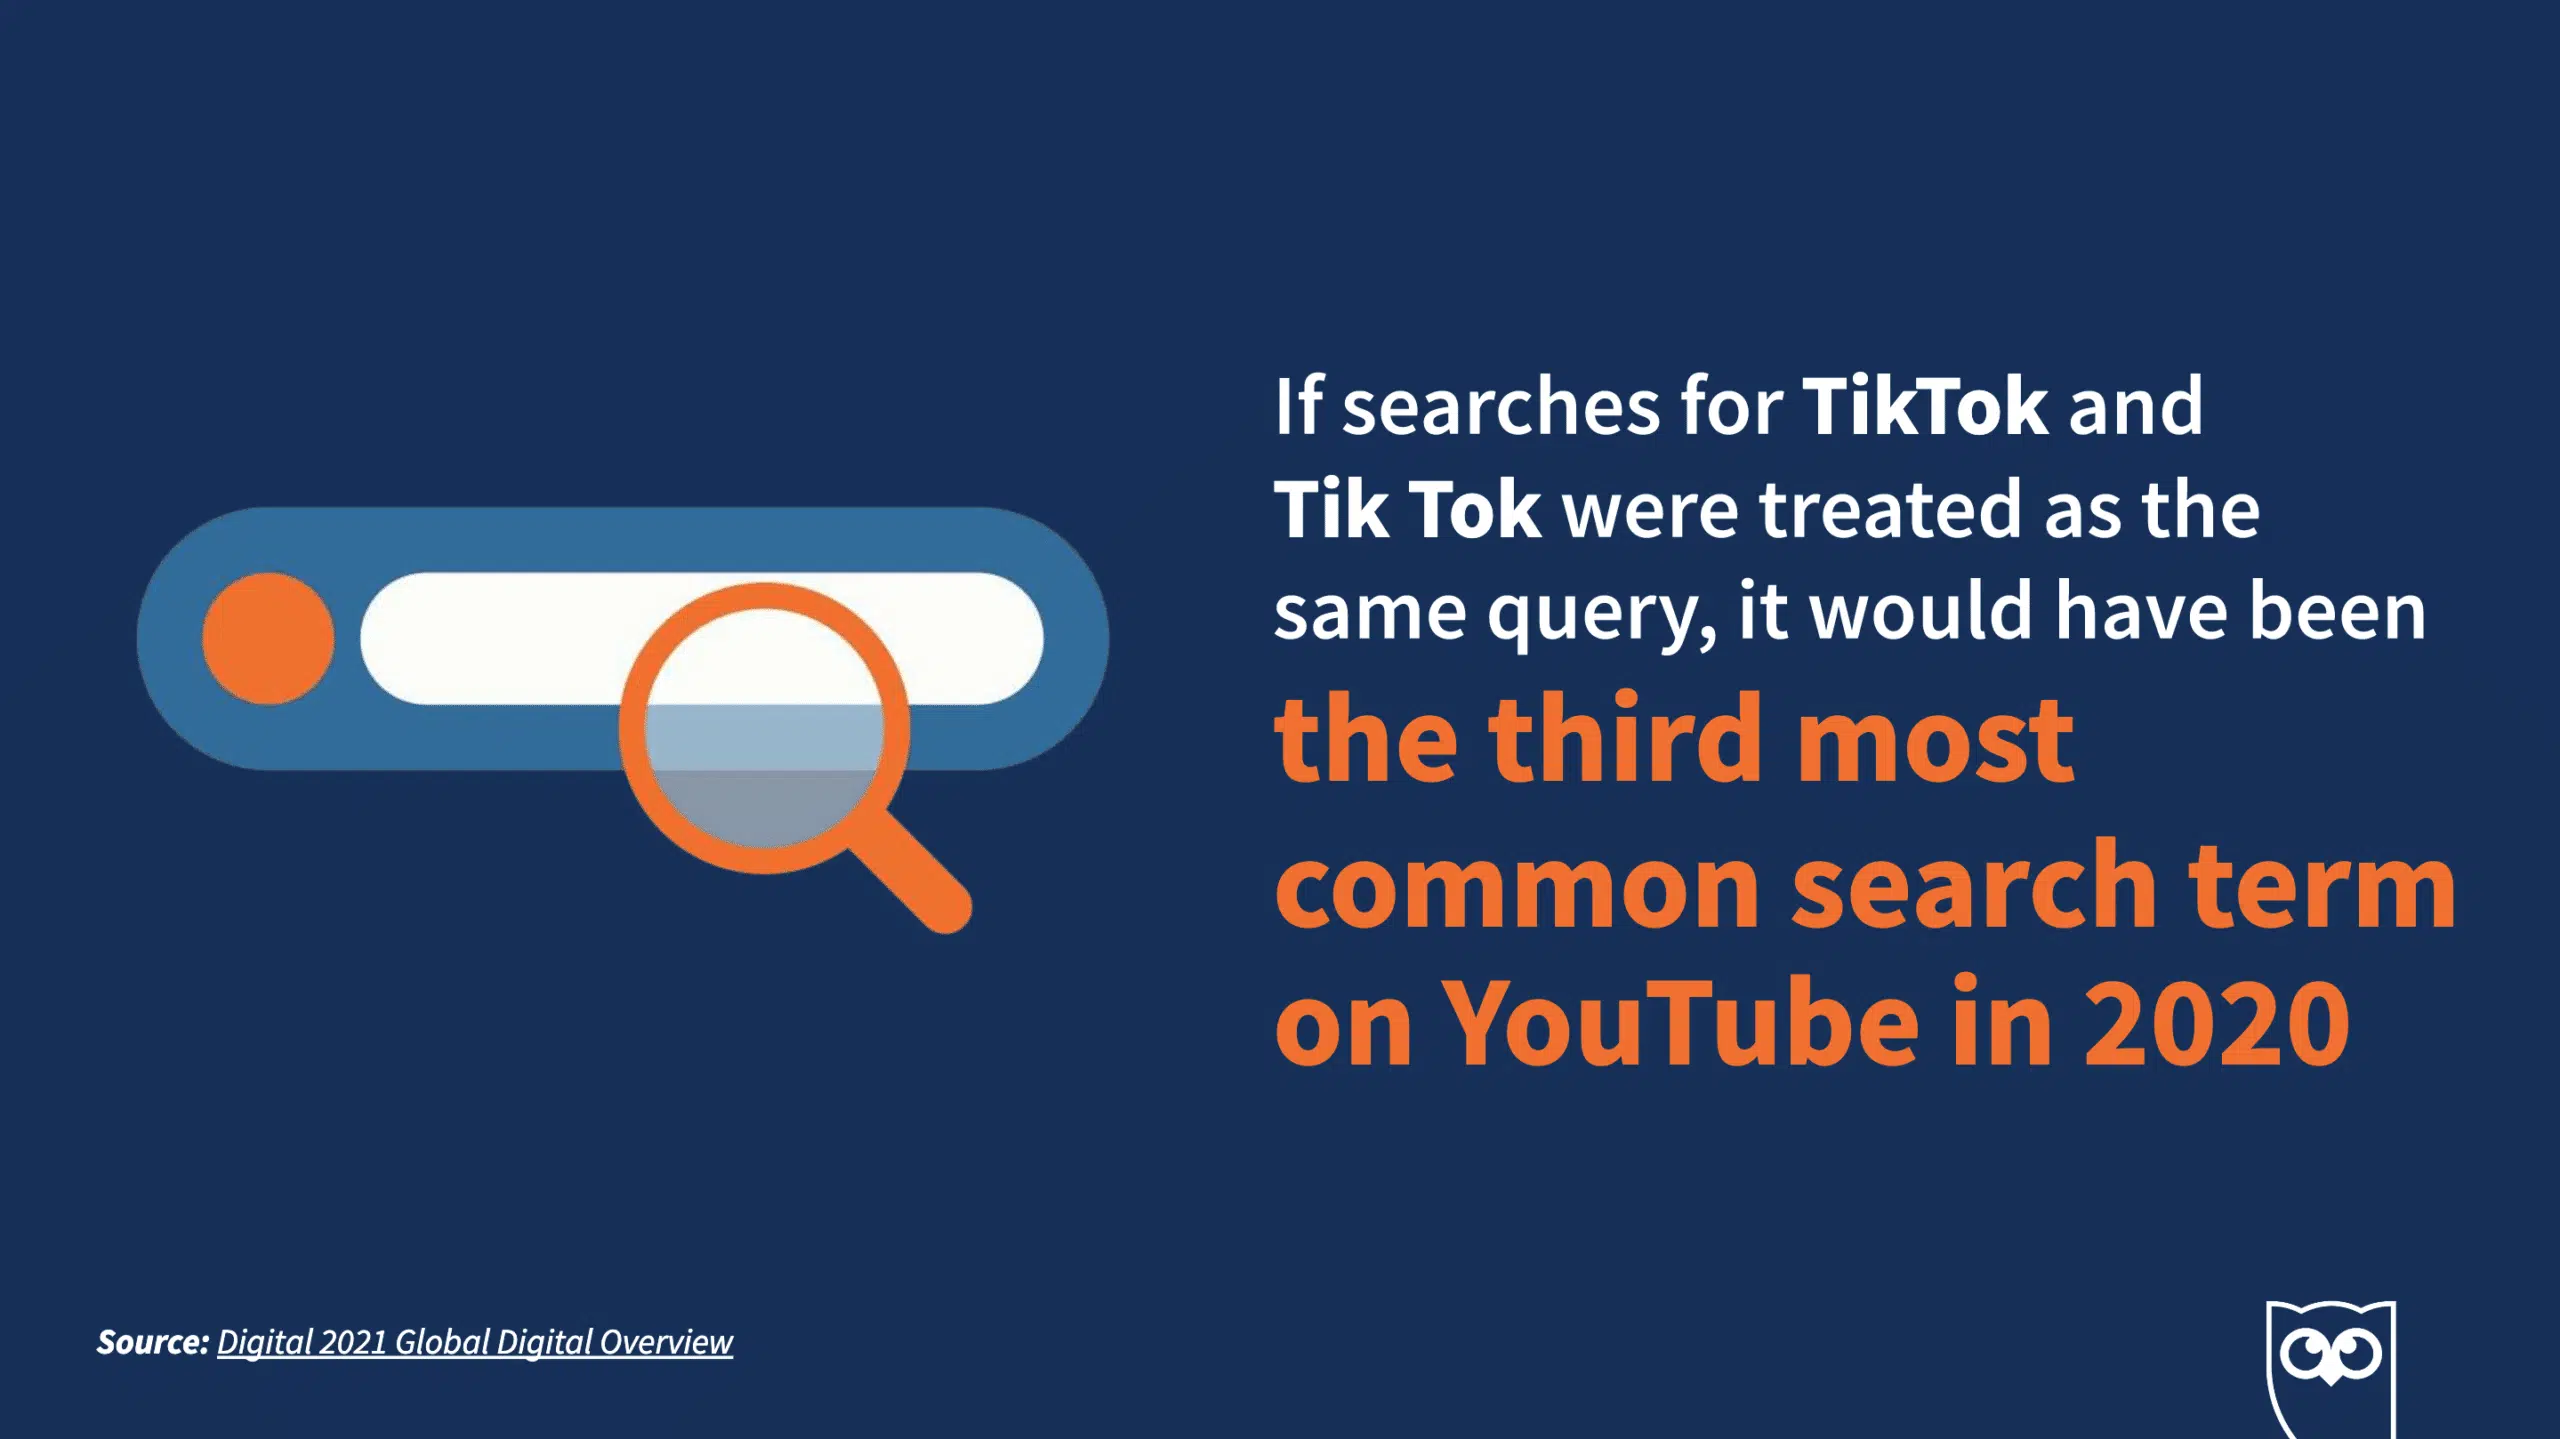 If searches for TikTok and
Tik Tok were treated as the
same query, it would have been
the third most
common search term
on YouTube in 2020
Source: Digital 2021 Global Digital Overview